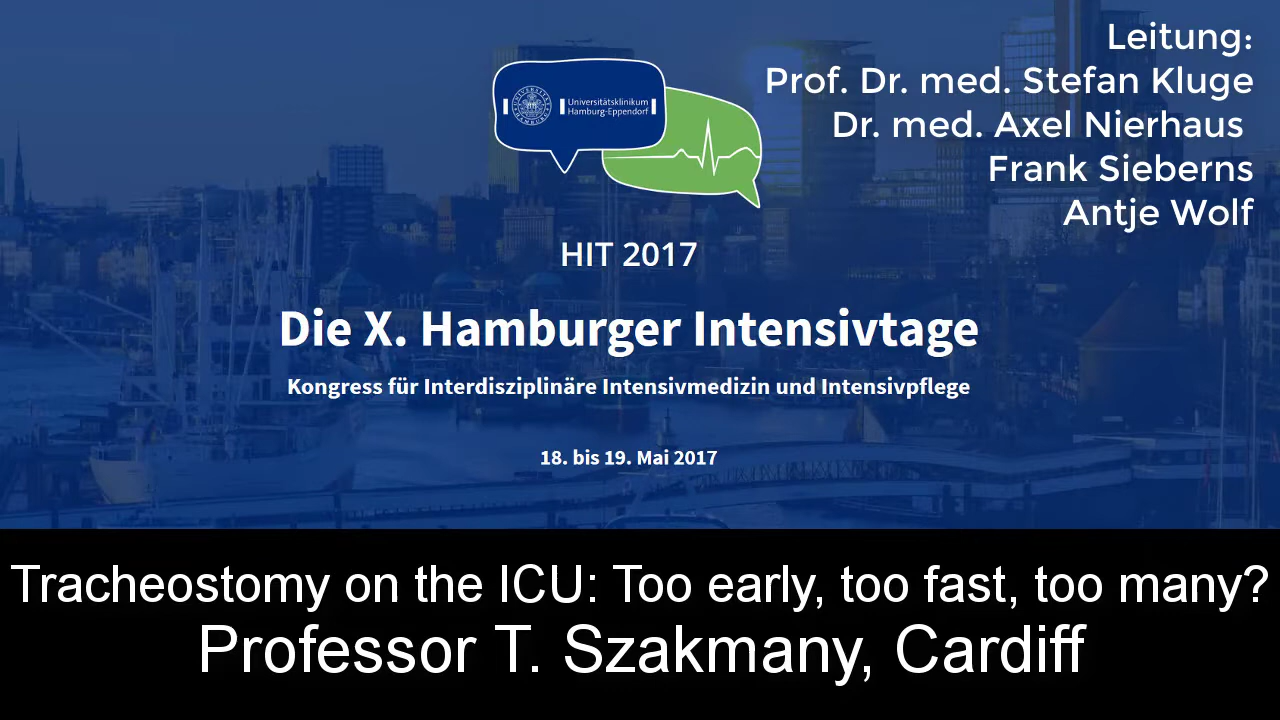 Leitung:
Prof. Dr. med. Stefan Kluge
Dr. med. Axel Nierhaus
Frank Sieberns
Antje Wolf
Universitätsklinikum
Hamburg-Eppendorf
HIT 2017
Die X. Hamburger Intensivtage
Kongress für Interdisziplinäre Intensivmedizin und Intensivpflege
18. bis 19. Mai 2017
Tracheostomy on the ICU: Too early, too fast, too many?
Professor T. Szakmany, Cardiff